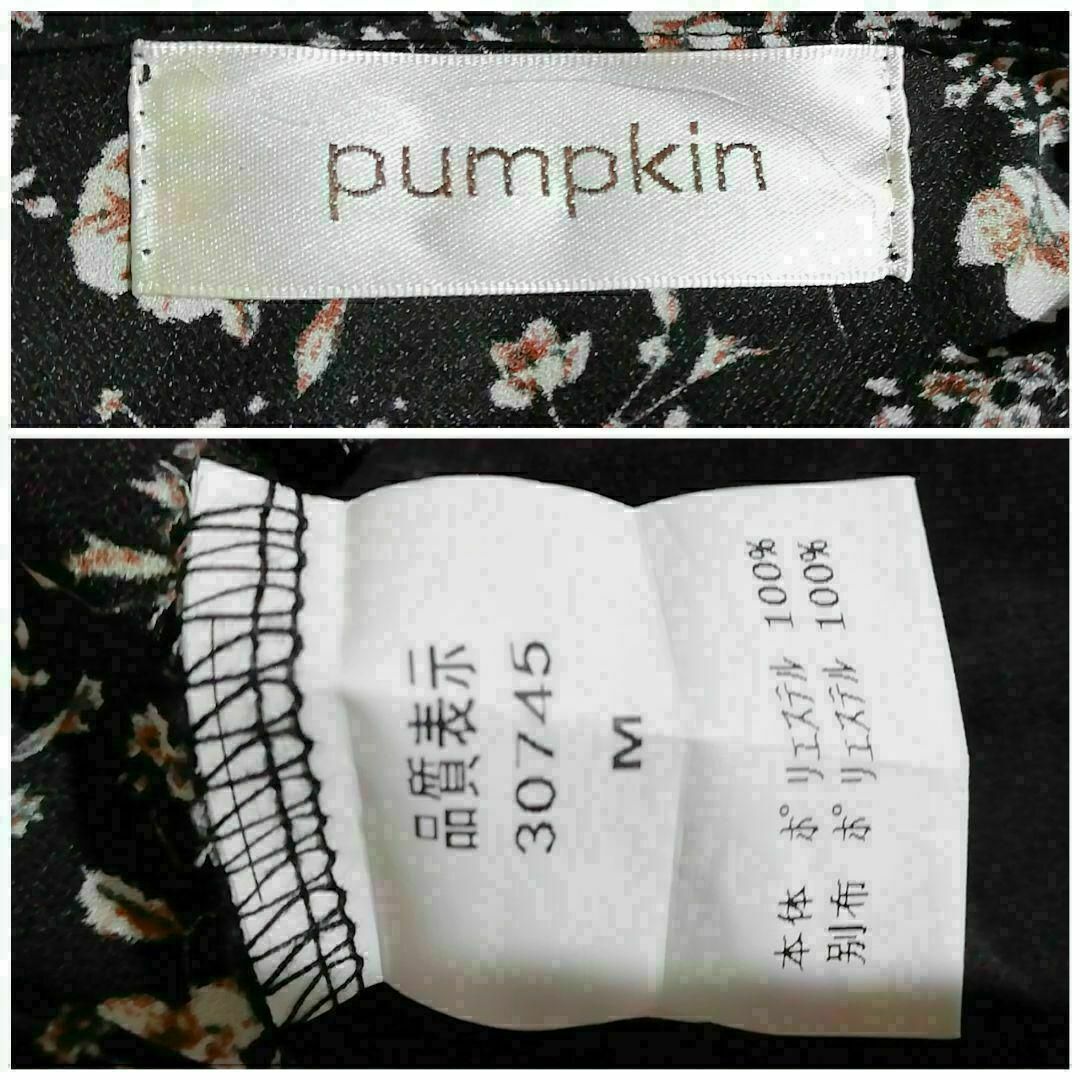 pumpkin
品質表示
30745
M
本体 ポリエステル 100%
別布 ポリエステル 100%